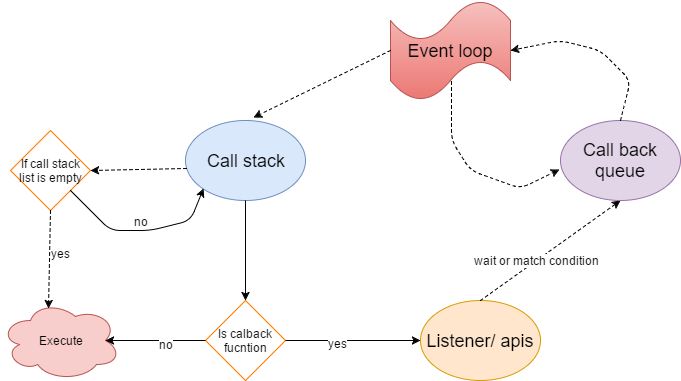 Event loop
Call stack
Call back
queue
If call stack
list is empty
no
yes
wait or match condition
Is calback
fucntion
Execute
no
yes
Listener/ apis